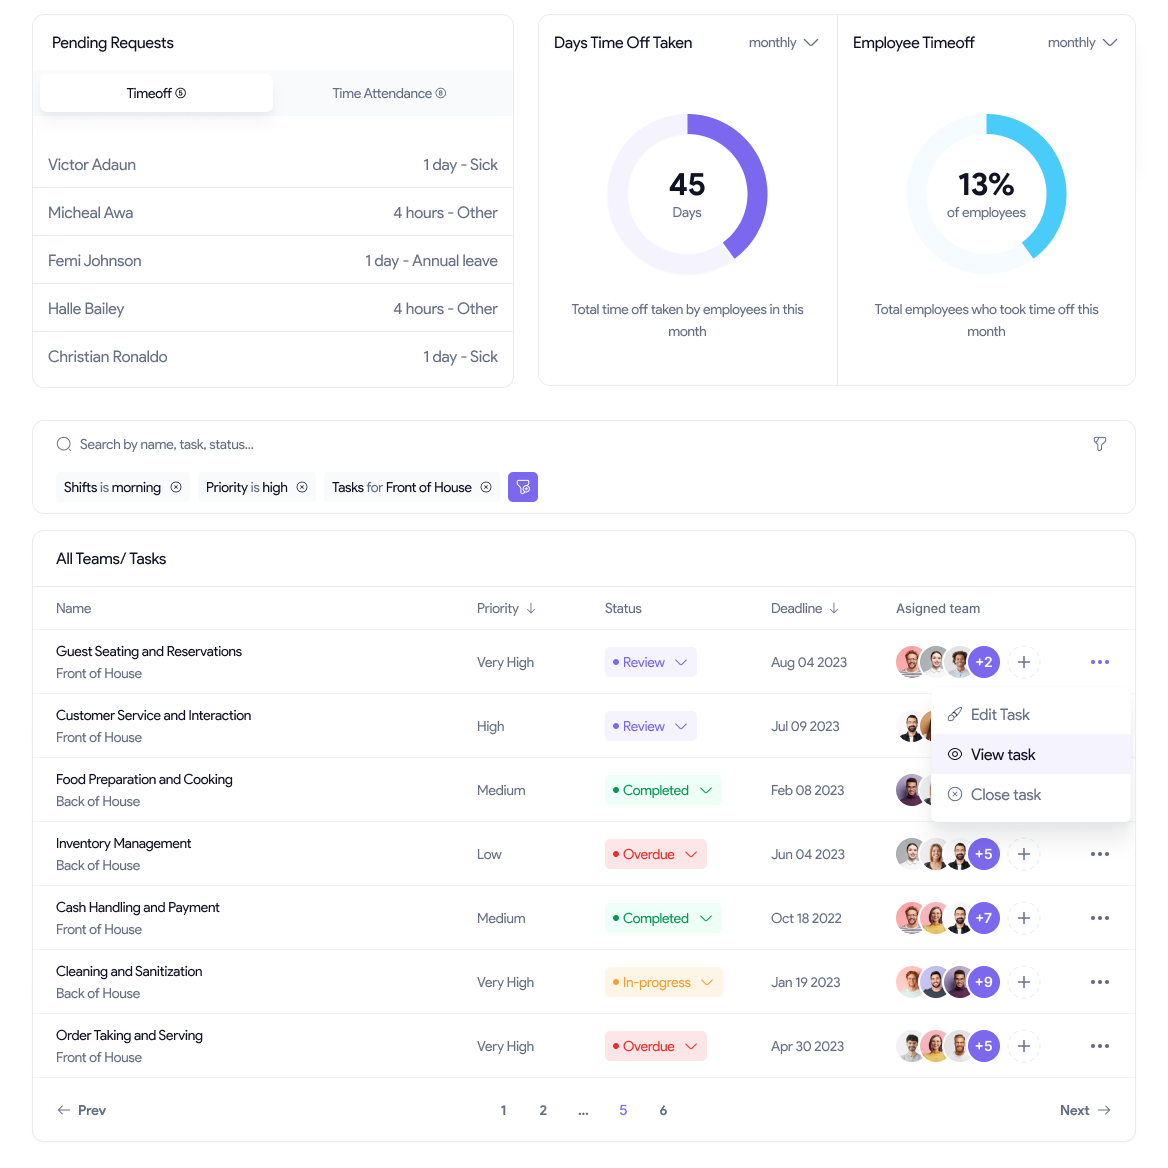 Pending Requests
Timeoff 5
Time Attendance 8
Victor Adaun 1 day - Sick
Micheal Awa 4 hours - Other
Femi Johnson 1 day - Annual leave
Halle Bailey 4 hours - Other
Christian Ronaldo 1 day - Sick
Days Time Off Taken monthly
45
Days
Total time off taken by employees in this
month
Employee Timeoff monthly
13%
of employees
Total employees who took time off this
month
Search by name, task, status...
Shifts is morning Priority is high Tasks for Front of House
All Teams/ Tasks
Name Priority Status Deadline Asigned team
Guest Seating and Reservations
Front of House
Very High Review Aug 04 2023 +2
Customer Service and Interaction
Front of House
High Review Jul 09 2023
Edit Task
View task
Close task
Food Preparation and Cooking
Back of House
Medium Completed Feb 08 2023
Inventory Management
Back of House
Low Overdue Jun 04 2023 +5
Cash Handling and Payment
Front of House
Medium Completed Oct 18 2022 +7
Cleaning and Sanitization
Back of House
Very High In-progress Jan 19 2023 +9
Order Taking and Serving
Front of House
Very High Overdue Apr 30 2023 +5
Prev 1 2 ... 5 6 Next